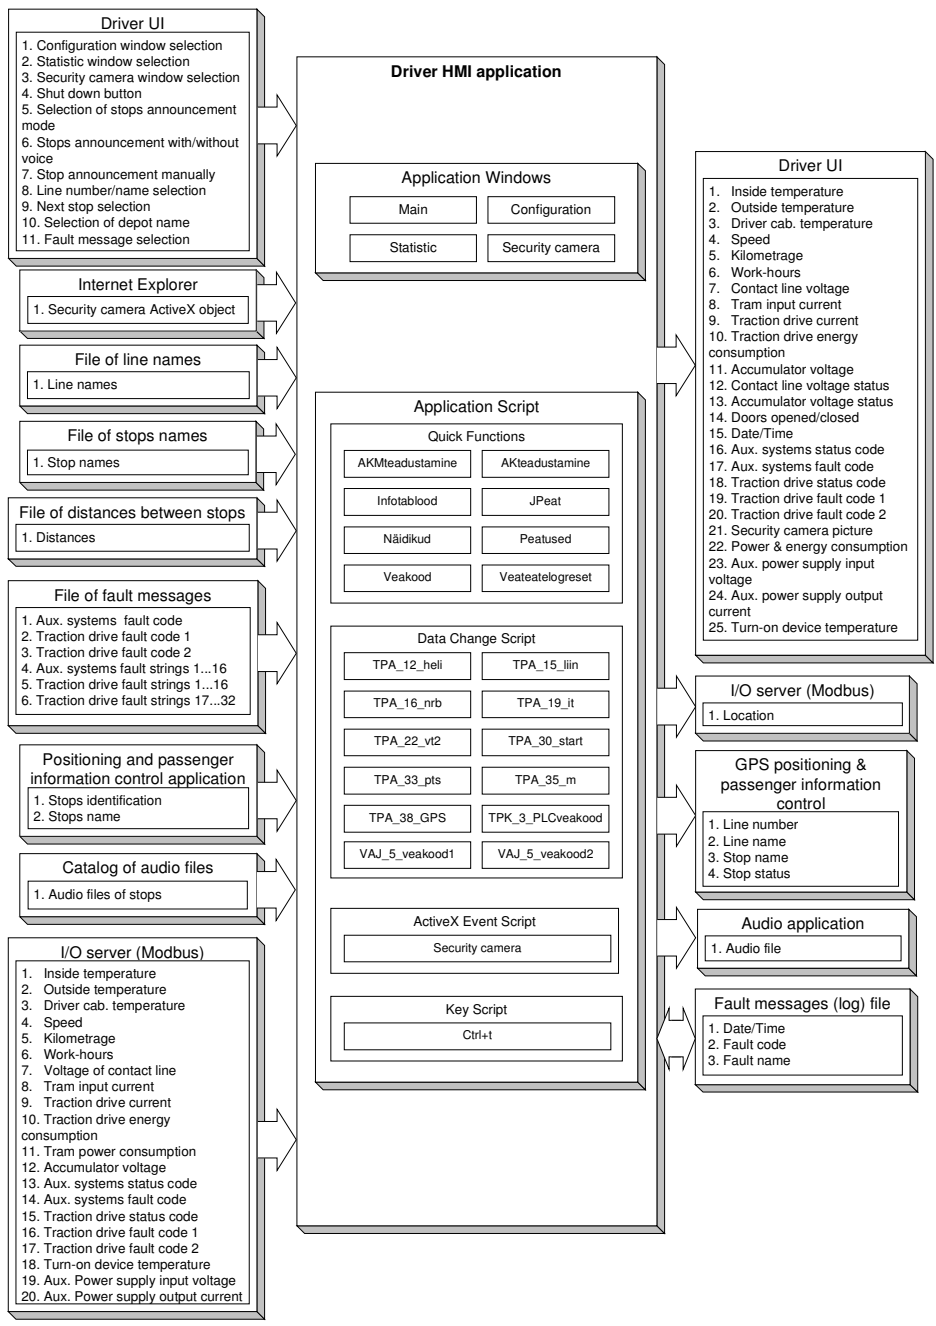 Driver UI
1. Configuration window selection
2. Statistic window selection
3. Security camera window selection
4. Shut down button
5. Selection of stops announcement
mode
6. Stops announcement with/without
voice
7. Stop announcement manually
8. Line number/name selection
9. Next stop selection
10. Selection of depot name
11. Fault message selection
Internet Explorer
1. Security camera ActiveX object
File of line names
1. Line names
File of stops names
1. Stop names
File of distances between stops
1. Distances
File of fault messages
1. Aux. systems fault code
2. Traction drive fault code 1
3. Traction drive fault code 2
4. Aux. systems fault strings 1...16
5. Traction drive fault strings 1...16
6. Traction drive fault strings 17...32
Positioning and passenger
information control application
1. Stops identification
2. Stops name
Catalog of audio files
1. Audio files of stops
I/O server (Modbus)
1. Inside temperature
2. Outside temperature
3. Driver cab. temperature
4. Speed
5. Kilometrage
6. Work-hours
7. Voltage of contact line
8. Tram input current
9. Traction drive current
10. Traction drive energy
consumption
11. Tram power consumption
12. Accumulator voltage
13. Aux. systems status code
14. Aux. systems fault code
15. Traction drive status code
16. Traction drive fault code 1
17. Traction drive fault code 2
18. Turn-on device temperature
19. Aux. Power supply input voltage
20. Aux. Power supply output current
Driver HMI application
Application Windows
Main
Configuration
Statistic
Security camera
Application Script
Quick Functions
AKMteadustamine
AKteadustamine
Infotablood
JPeat
Näidikud
Peatused
Veakood
Veateatelogreset
Data Change Script
TPA_12_heli
TPA_15_liin
TPA_16_nrb
TPA_19_it
TPA_22_vt2
TPA_30_start
TPA_33_pts
TPA_35_m
TPA_38_GPS
TPK_3_PLCveakood
VAJ_5_veakood1
VAJ_5_veakood2
ActiveX Event Script
Security camera
Key Script
Ctrl+t
Driver UI
1. Inside temperature
2. Outside temperature
3. Driver cab. temperature
4. Speed
5. Kilometrage
6. Work-hours
7. Contact line voltage
8. Tram input current
9. Traction drive current
10. Traction drive energy
consumption
11. Accumulator voltage
12. Contact line voltage status
13. Accumulator voltage status
14. Doors opened/closed
15. Date/Time
16. Aux. systems status code
17. Aux. systems fault code
18. Traction drive status code
19. Traction drive fault code 1
20. Traction drive fault code 2
21. Security camera picture
22. Power & energy consumption
23. Aux. power supply input
voltage
24. Aux. power supply output
current
25. Turn-on device temperature
I/O server (Modbus)
1. Location
GPS positioning &
passenger information
control
1. Line number
2. Line name
3. Stop name
4. Stop status
Audio application
1. Audio file
Fault messages (log) file
1. Date/Time
2. Fault code
3. Fault name